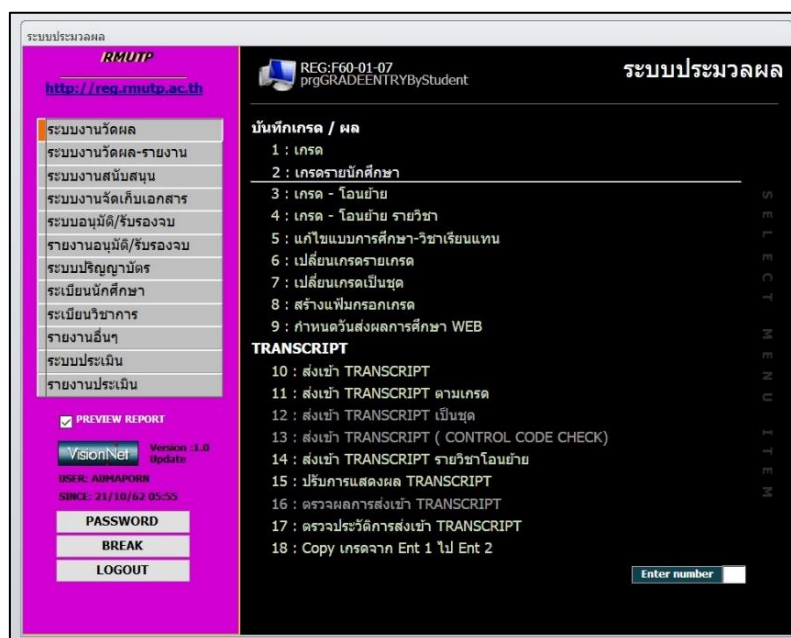 ระบบประมวลผล
RMUTP
http://reg.rmutp.ac.th
ระบบงานวัดผล
ระบบงานวัดผล-รายงาน
ระบบงานสนับสนุน
ระบบงานจัดเก็บเอกสาร
ระบบอนุมัติ/รับรองจบ
รายงานอนุมัติ/รับรองจบ
ระบบปริญญาบัตร
ระเบียนนักศึกษา
ระเบียนวิชาการ
รายงานอื่นๆ
ระบบประเมิน
รายงานประเมิน
PREVIEW REPORT
VisionNet
Version :1.0
Update
USER: AUMAPORN
SINCE: 21/10/62 05:55
PASSWORD
BREAK
LOGOUT
REG:F60-01-07
prgGRADEENTRYByStudent
ระบบประมวลผล
บันทึกเกรด / ผล
1 : เกรด
2 : เกรดรายนักศึกษา
3 : เกรด - โอนย้าย
4 : เกรด - โอนย้าย รายวิชา
5 : แก้ไขแบบการศึกษา-วิชาเรียนแทน
6 : เปลี่ยนเกรดรายเกรด
7 : เปลี่ยนเกรดเป็นชุด
8 : สร้างแฟ้มกรอกเกรด
9 : กำหนดวันส่งผลการศึกษา WEB
TRANSCRIPT
10 : ส่งเข้า TRANSCRIPT
11 : ส่งเข้า TRANSCRIPT ตามเกรด
12 : ส่งเข้า TRANSCRIPT เป็นชุด
13 : ส่งเข้า TRANSCRIPT ( CONTROL CODE CHECK)
14 : ส่งเข้า TRANSCRIPT รายวิชาโอนย้าย
15 : ปรับการแสดงผล TRANSCRIPT
16 : ตรวจผลการส่งเข้า TRANSCRIPT
17 : ตรวจประวัติการส่งเข้า TRANSCRIPT
18 : Copy เกรดจาก Ent 1 ไป Ent 2
SELECT MENU ITEM
Enter number